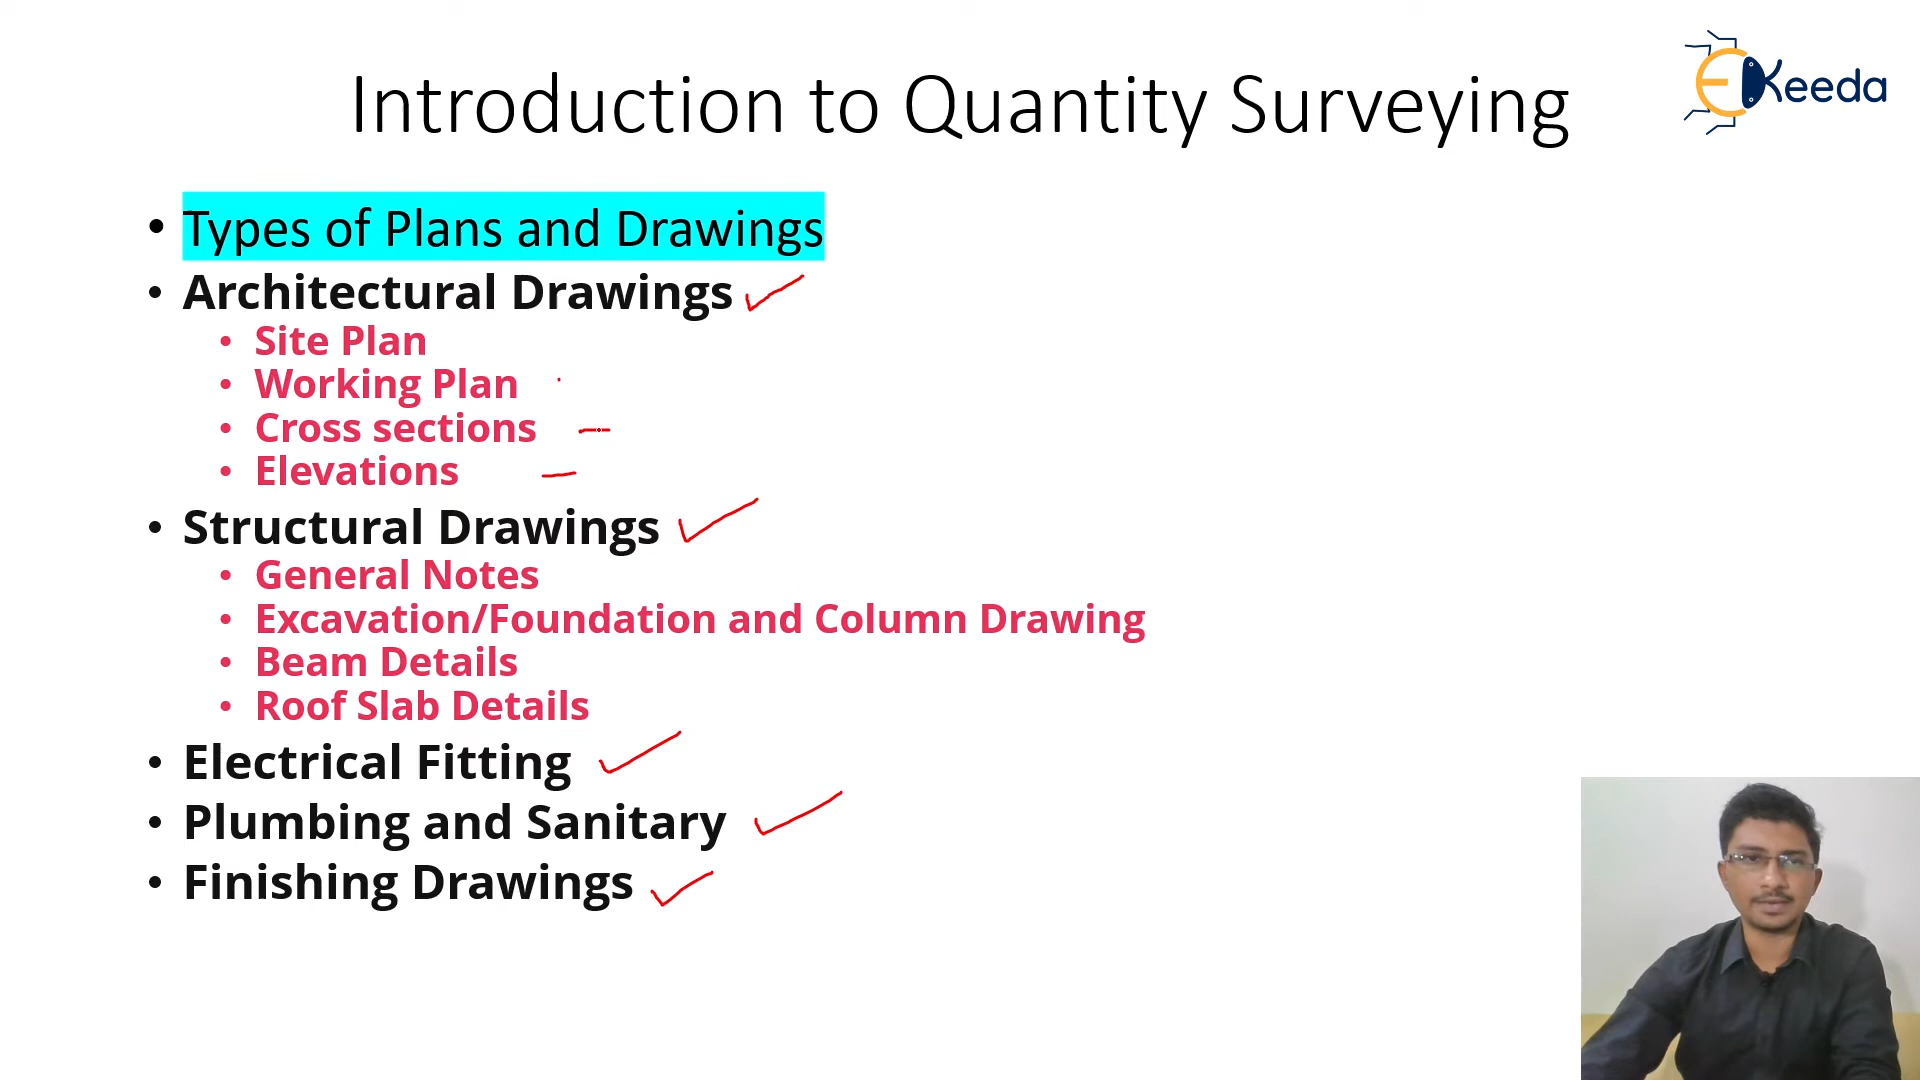 Introduction to Quantity Surveying
EKeeda
• Types of Plans and Drawings
• Architectural Drawings
• Site Plan
• Working Plan
• Cross sections
• Elevations
• Structural Drawings
• General Notes
• Excavation/Foundation and Column Drawing
• Beam Details
• Roof Slab Details
• Electrical Fitting
• Plumbing and Sanitary
• Finishing Drawings